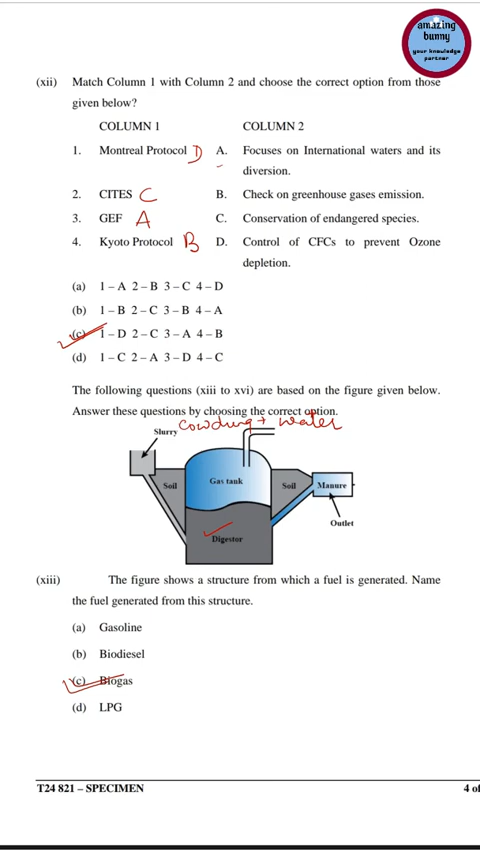 amazing
bunny
your knowledge
partner
(xii) Match Column 1 with Column 2 and choose the correct option from those
given below?
COLUMN 1 COLUMN 2
1. Montreal Protocol D A. Focuses on International waters and its
diversion.
2. CITES C B. Check on greenhouse gases emission.
3. GEF A C. Conservation of endangered species.
4. Kyoto Protocol B D. Control of CFCs to prevent Ozone
depletion.
(a) 1 – A 2 – B 3 – C 4 – D
(b) 1 – B 2 – C 3 – B 4 – A
(c) 1 – D 2 – C 3 – A 4 – B
(d) 1 – C 2 – A 3 – D 4 – C
The following questions (xiii to xvi) are based on the figure given below.
Answer these questions by choosing the correct option.
Slurry cowdung + water
Soil Gas tank Soil Manure
Outlet
Digestor
(xiii) The figure shows a structure from which a fuel is generated. Name
the fuel generated from this structure.
(a) Gasoline
(b) Biodiesel
(c) Biogas
(d) LPG
T24 821 – SPECIMEN 4 of